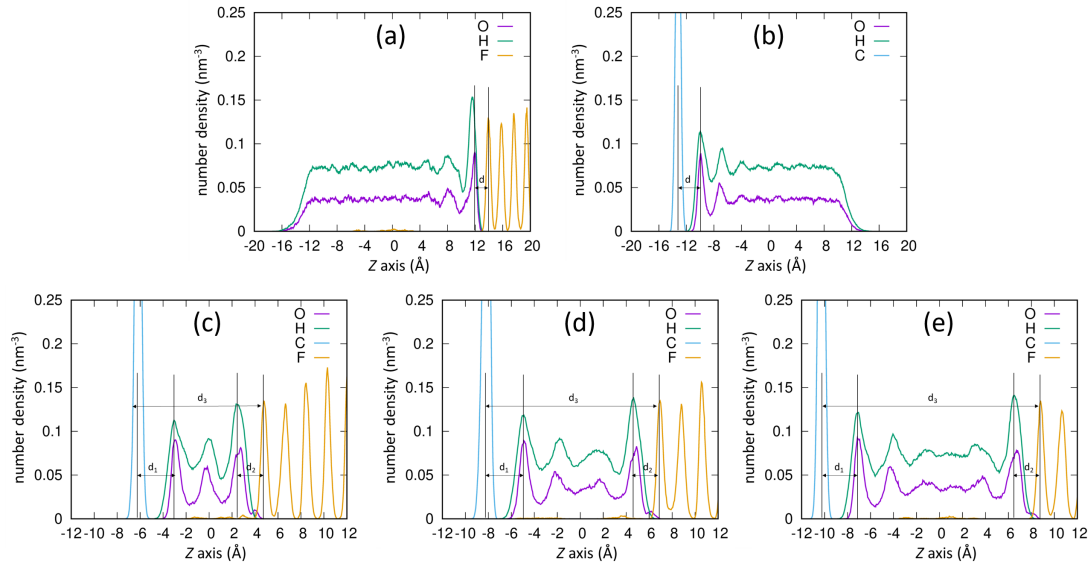 (a)
O
H
F
number density (nm⁻³)
0.25
0.2
0.15
0.1
0.05
0
d
-20 -16 -12 -8 -4 0 4 8 12 16 20
Z axis (Å)
(b)
O
H
C
number density (nm⁻³)
0.25
0.2
0.15
0.1
0.05
0
d
-20 -16 -12 -8 -4 0 4 8 12 16 20
Z axis (Å)
(c)
O
H
C
F
number density (nm⁻³)
0.25
0.2
0.15
0.1
0.05
0
d₃
d₁
d₂
-12 -10 -8 -6 -4 -2 0 2 4 6 8 10 12
Z axis (Å)
(d)
O
H
C
F
number density (nm⁻³)
0.25
0.2
0.15
0.1
0.05
0
d₃
d₁
d₂
-12 -10 -8 -6 -4 -2 0 2 4 6 8 10 12
Z axis (Å)
(e)
O
H
C
F
number density (nm⁻³)
0.25
0.2
0.15
0.1
0.05
0
d₃
d₁
d₂
-12 -10 -8 -6 -4 -2 0 2 4 6 8 10 12
Z axis (Å)